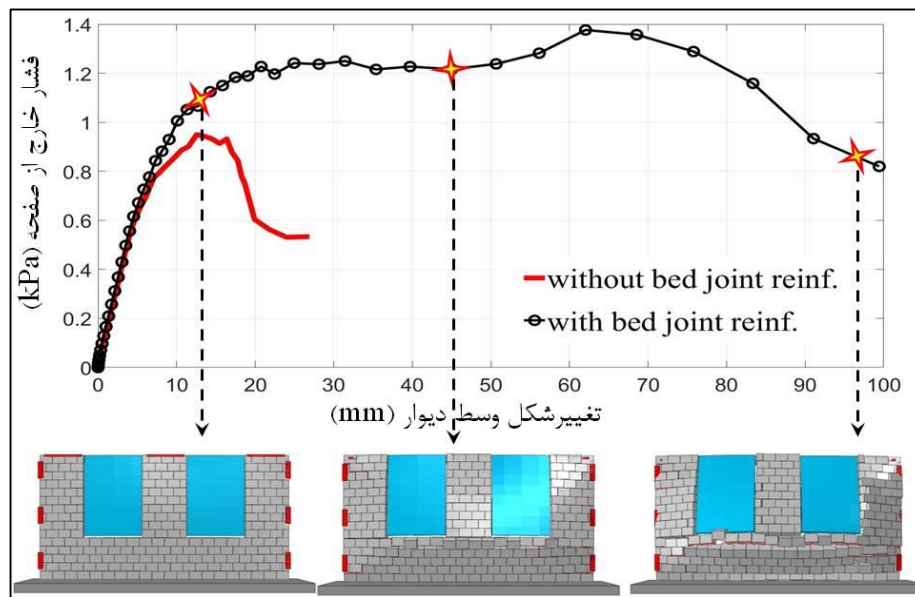 فشار خارج از صفحه (kPa)
1.4
1.2
1
0.8
0.6
0.4
0.2
0
without bed joint reinf.
with bed joint reinf.
0 10 20 30 40 50 60 70 80 90 100
تغییرشکل وسط دیوار (mm)